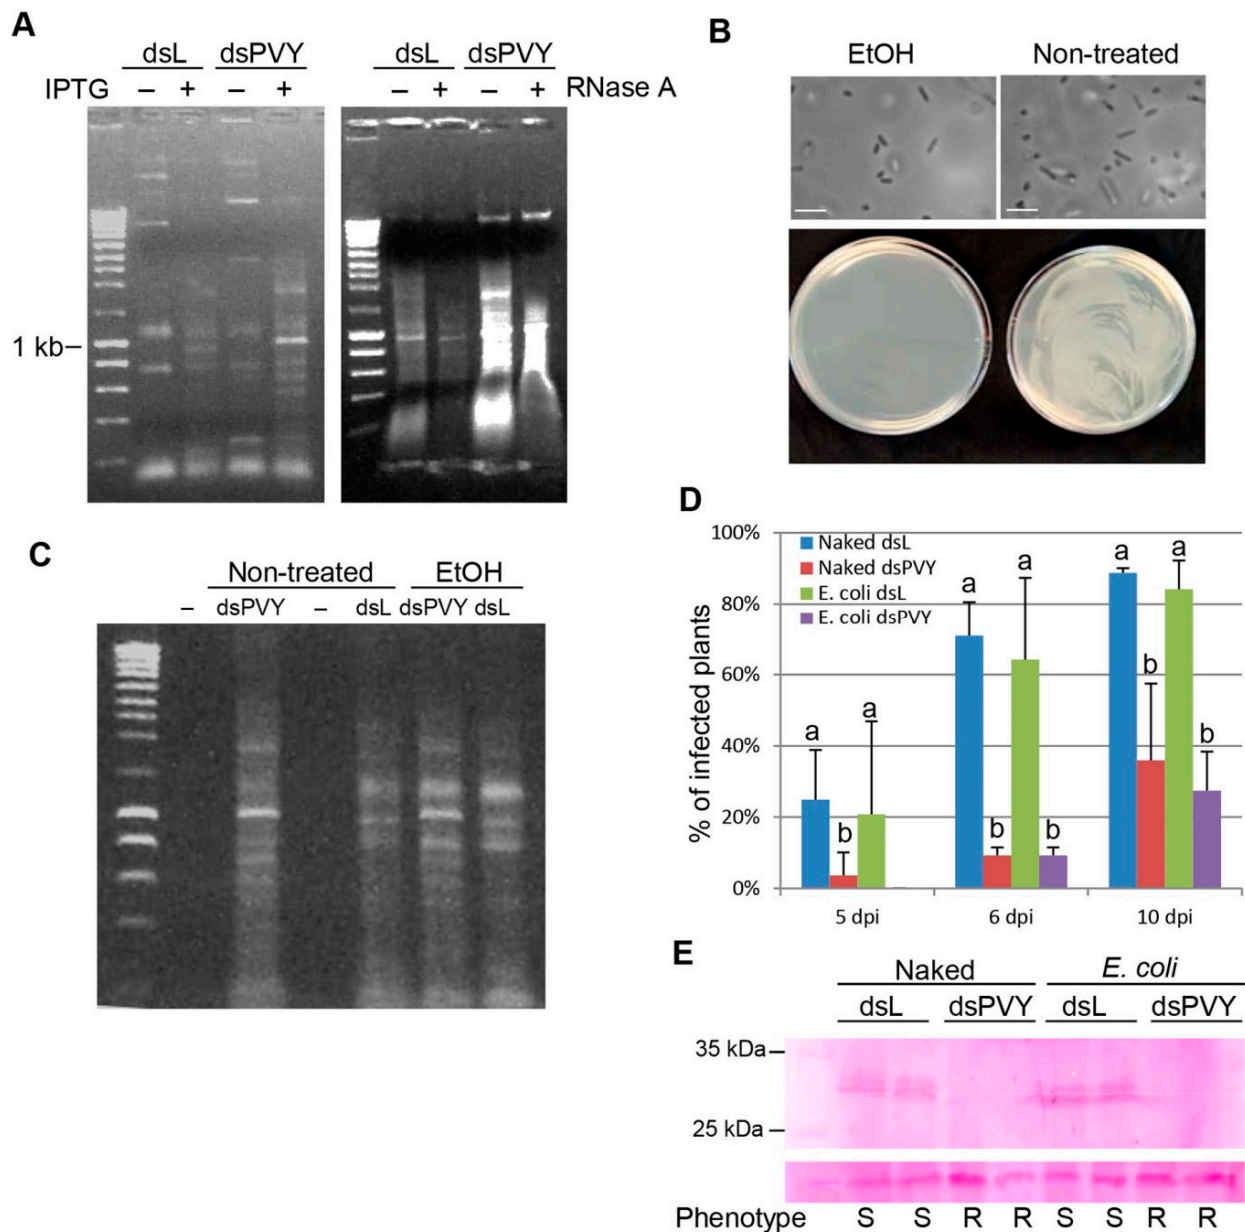 A
dsL dsPVY
IPTG – + – +
dsL dsPVY
– + – + RNase A
1 kb–
B
EtOH Non-treated
C
Non-treated EtOH
– dsPVY – dsL dsPVY dsL
D
% of infected plants
100%
80%
60%
40%
20%
0%
Naked dsL
Naked dsPVY
E. coli dsL
E. coli dsPVY
a b a
a b a b
a b a b
5 dpi 6 dpi 10 dpi
E
Naked E. coli
dsL dsPVY dsL dsPVY
35 kDa
25 kDa
Phenotype S S R R S S R R